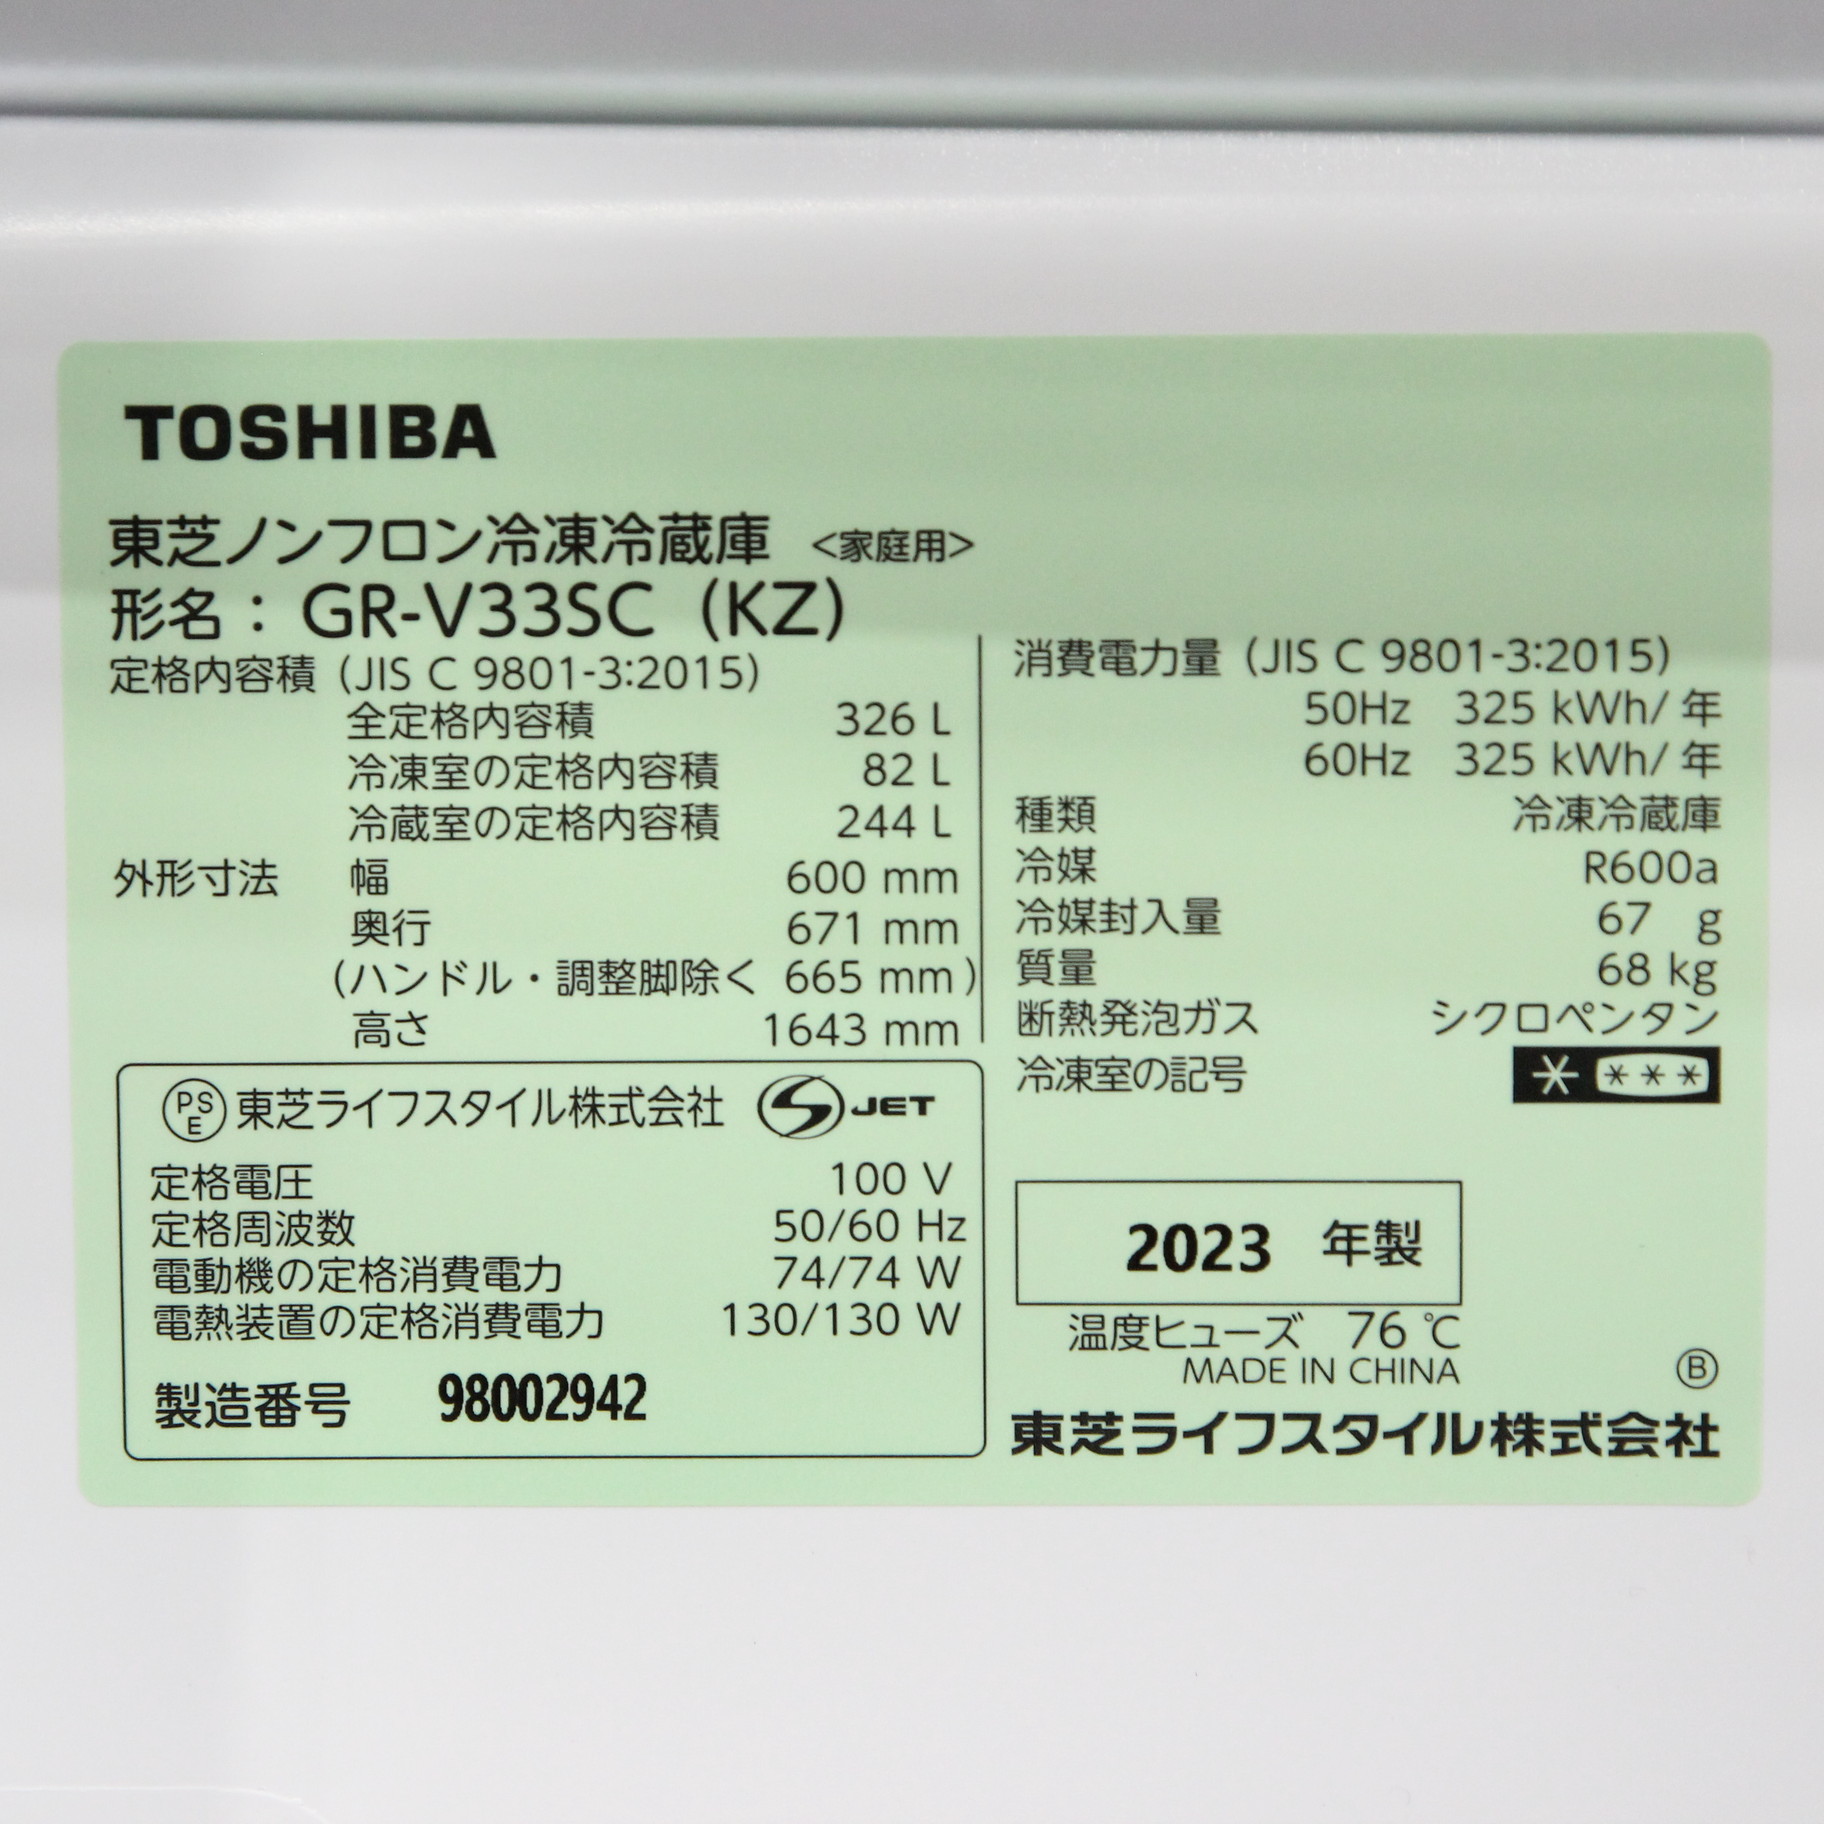 TOSHIBA
東芝ノンフロン冷凍冷蔵庫 <家庭用>
形名： GR-V33SC (KZ)
定格内容積 (JIS C 9801-3:2015)
全定格内容積 326 L
冷凍室の定格内容積 82 L
冷蔵室の定格内容積 244 L
外形寸法 幅 600 mm
奥行 671 mm
(ハンドル・調整脚除く 665 mm)
高さ 1643 mm
PSE 東芝ライフスタイル株式会社 S JET
定格電圧 100 V
定格周波数 50/60 Hz
電動機の定格消費電力 74/74 W
電熱装置の定格消費電力 130/130 W
製造番号 98002942
消費電力量 (JIS C 9801-3:2015)
50Hz 325 kWh/年
60Hz 325 kWh/年
種類 冷凍冷蔵庫
冷媒 R600a
冷媒封入量 67 g
質量 68 kg
断熱発泡ガス シクロペンタン
冷凍室の記号 * ***
2023 年製
温度ヒューズ 76 ℃
MADE IN CHINA
Ⓑ
東芝ライフスタイル株式会社